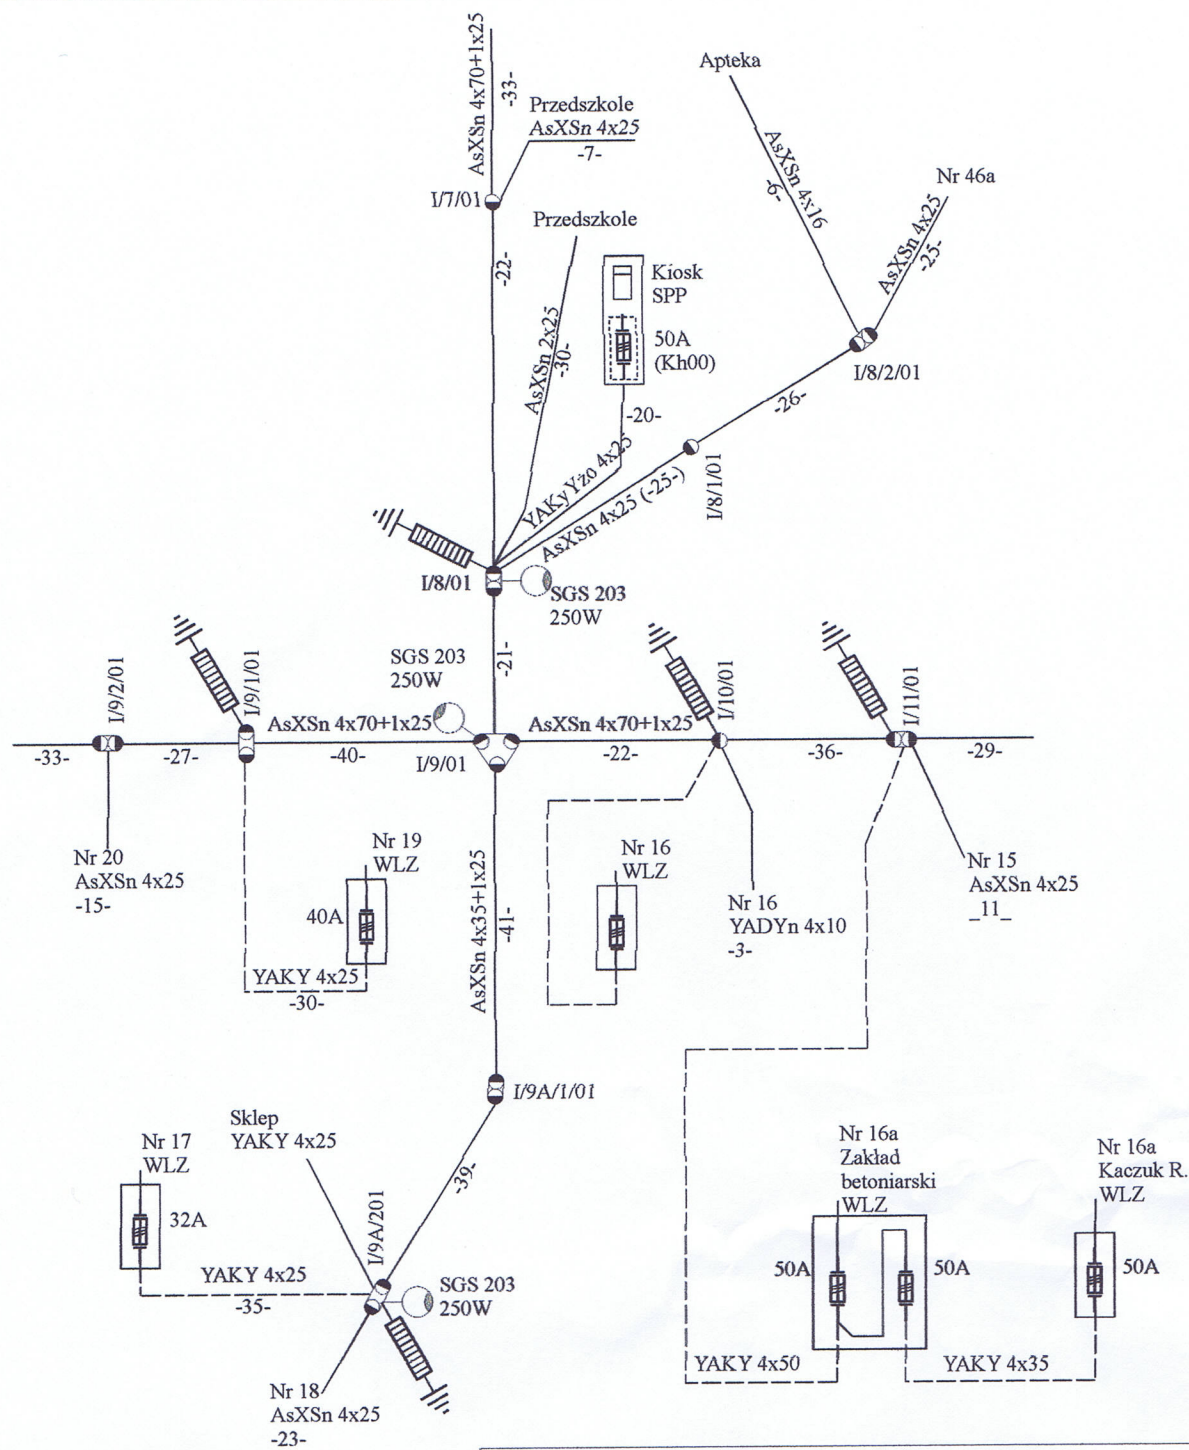 AsXSn 4x70+1x25
-33-
Apteka
Przedszkole
AsXSn 4x25
-7-
AsXSn 4x16
-6-
Nr 46a
AsXSn 4x25
-25-
I/7/01
Przedszkole
-22-
Kiosk
SPP
50A
(Kh00)
AsXSn 2x25
-30-
I/8/2/01
-26-
-20-
YAKyYżo 4x25
AsXSn 4x25 (-25-)
I/8/1/01
I/8/01
SGS 203
250W
-21-
SGS 203
250W
I/9/2/01
I/9/1/01
I/10/01
I/11/01
AsXSn 4x70+1x25
AsXSn 4x70+1x25
-33-
-27-
-40-
I/9/01
-22-
-36-
-29-
Nr 20
AsXSn 4x25
-15-
Nr 19
WLZ
40A
YAKY 4x25
-30-
AsXSn 4x35+1x25
-41-
Nr 16
WLZ
Nr 16
YADYn 4x10
-3-
Nr 15
AsXSn 4x25
_11_
I/9A/1/01
Sklep
YAKY 4x25
-39-
Nr 17
WLZ
32A
I/9A/201
YAKY 4x25
-35-
SGS 203
250W
Nr 18
AsXSn 4x25
-23-
Nr 16a
Zakład
betoniarski
WLZ
50A
50A
YAKY 4x50
YAKY 4x35
Nr 16a
Kaczuk R.
WLZ
50A